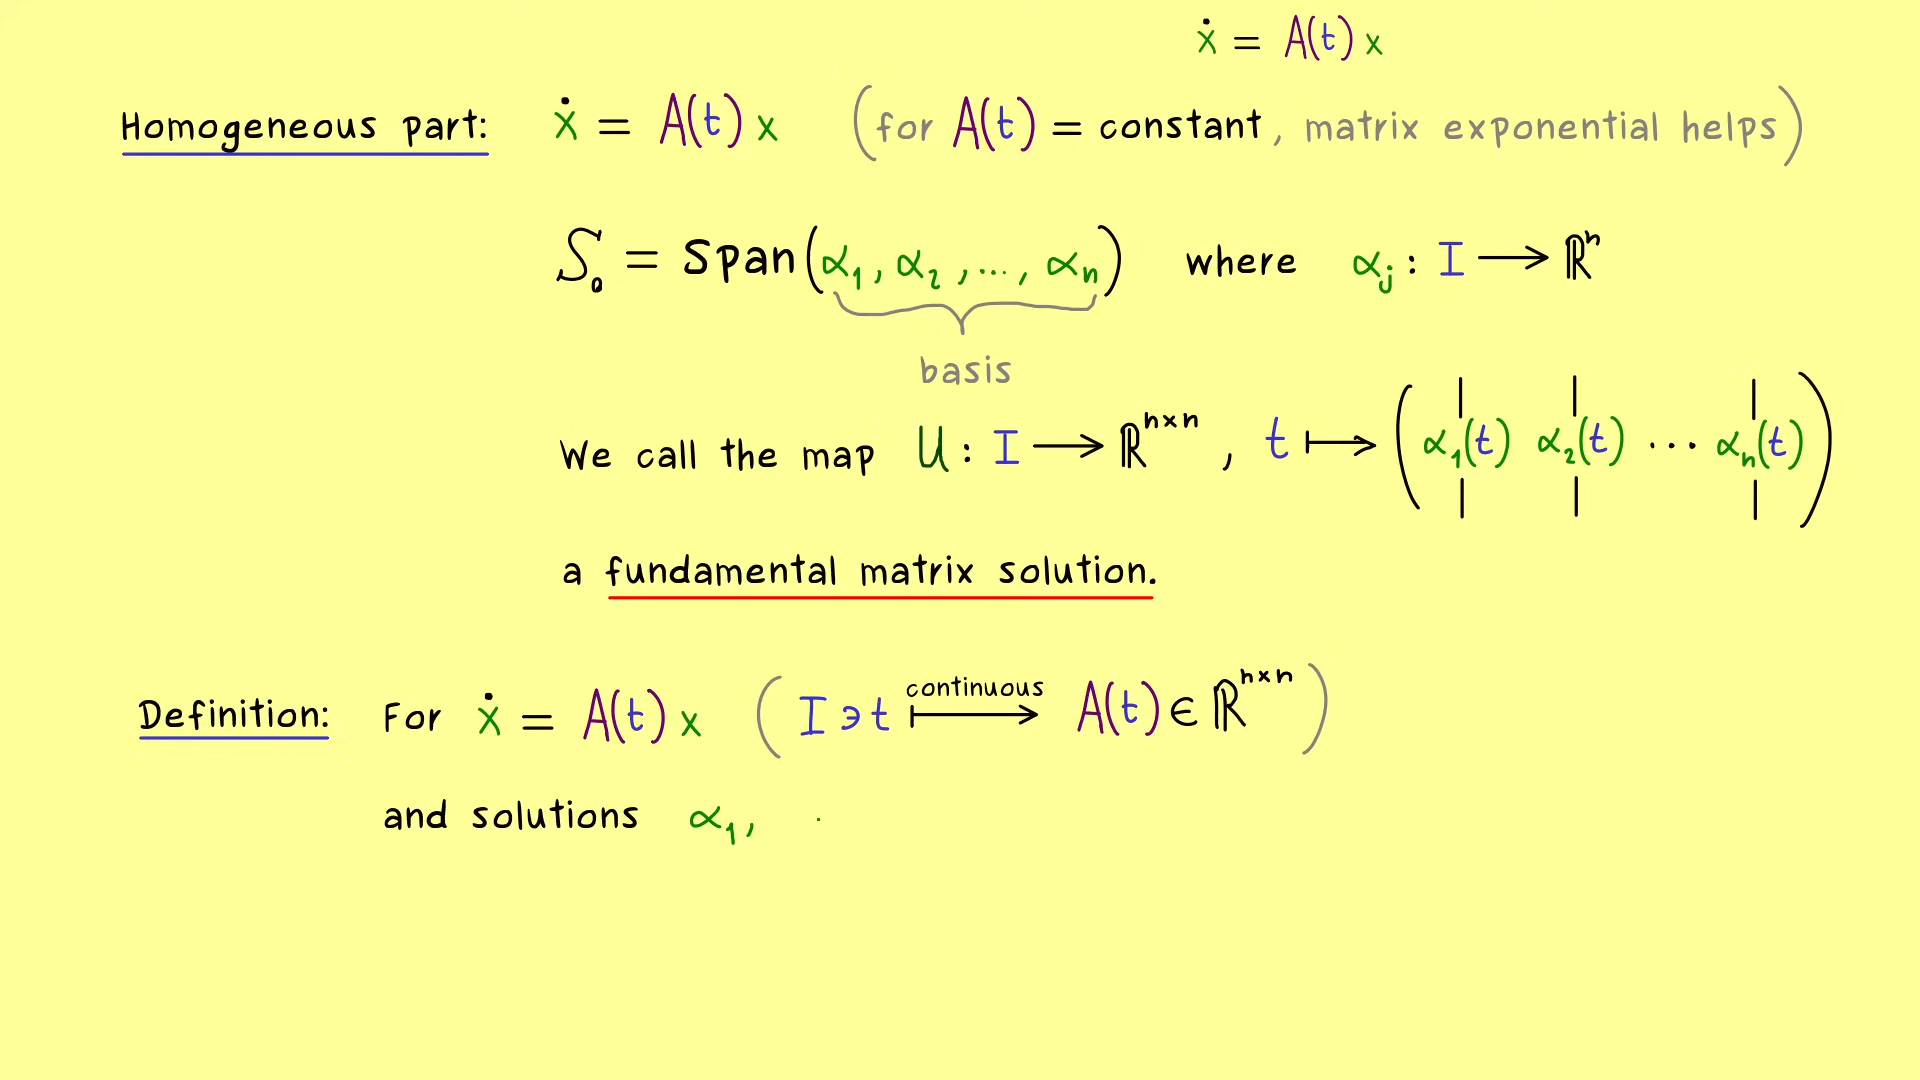 ẋ = A(t) x
Homogeneous part: ẋ = A(t) x (for A(t) = constant, matrix exponential helps)
S₀ = Span(α₁, α₂, ..., αₙ) where αⱼ : I ⟶ ℝⁿ
basis
We call the map U : I ⟶ ℝⁿˣⁿ , t ⟼ ( α₁(t) α₂(t) ··· αₙ(t) )
a fundamental matrix solution.
Definition: For ẋ = A(t) x ( I ∋ t ⟼ continuous A(t) ∈ ℝⁿˣⁿ )
and solutions α₁,